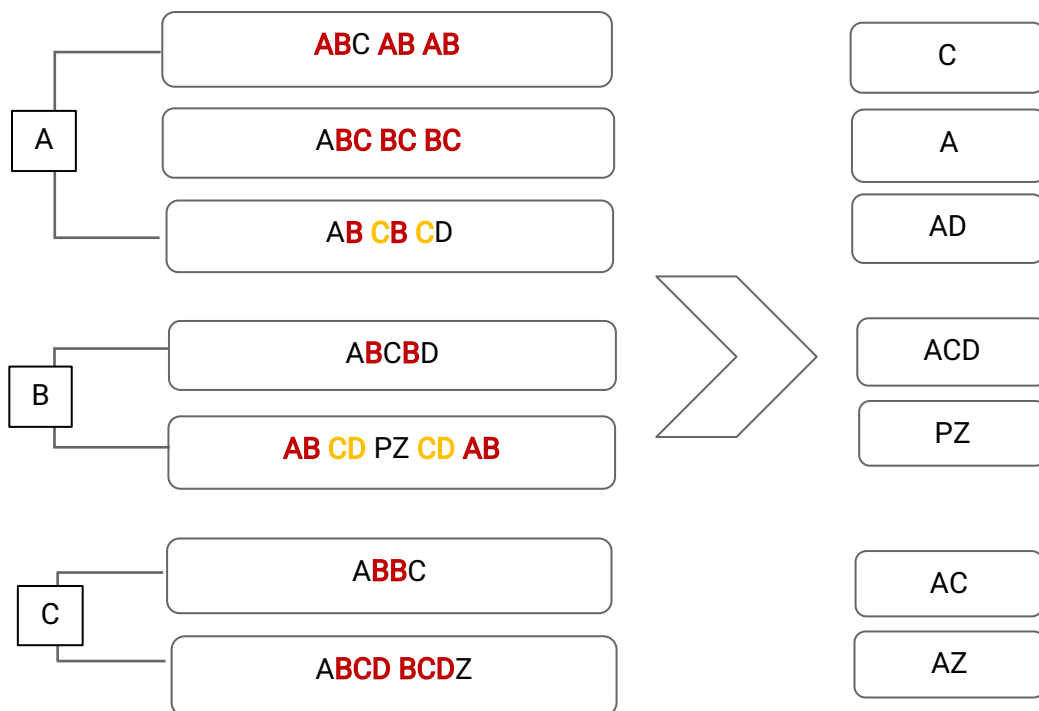 ABC AB AB
C
A
ABC BC BC
A
AB CB CD
AD
ABCBD
ACD
B
AB CD PZ CD AB
PZ
ABBC
AC
C
ABCD BCDZ
AZ